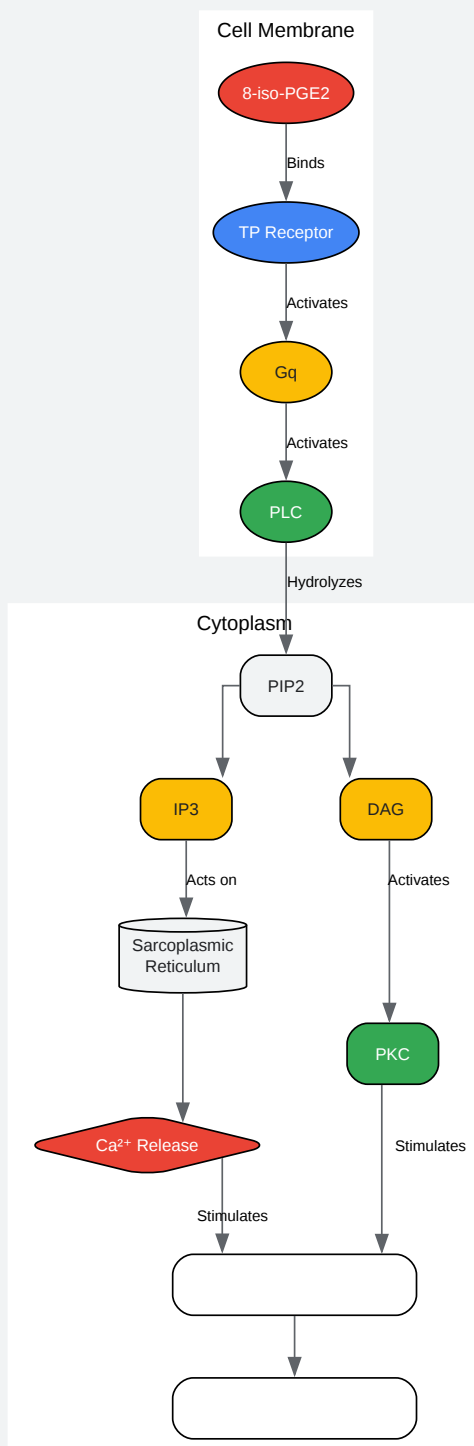 Cell Membrane
8-iso-PGE2
Binds
TP Receptor
Activates
Gq
Activates
PLC
Hydrolyzes
Cytoplasm
PIP2
IP3
DAG
Acts on
Activates
Sarcoplasmic
Reticulum
PKC
Ca²⁺ Release
Stimulates
Stimulates